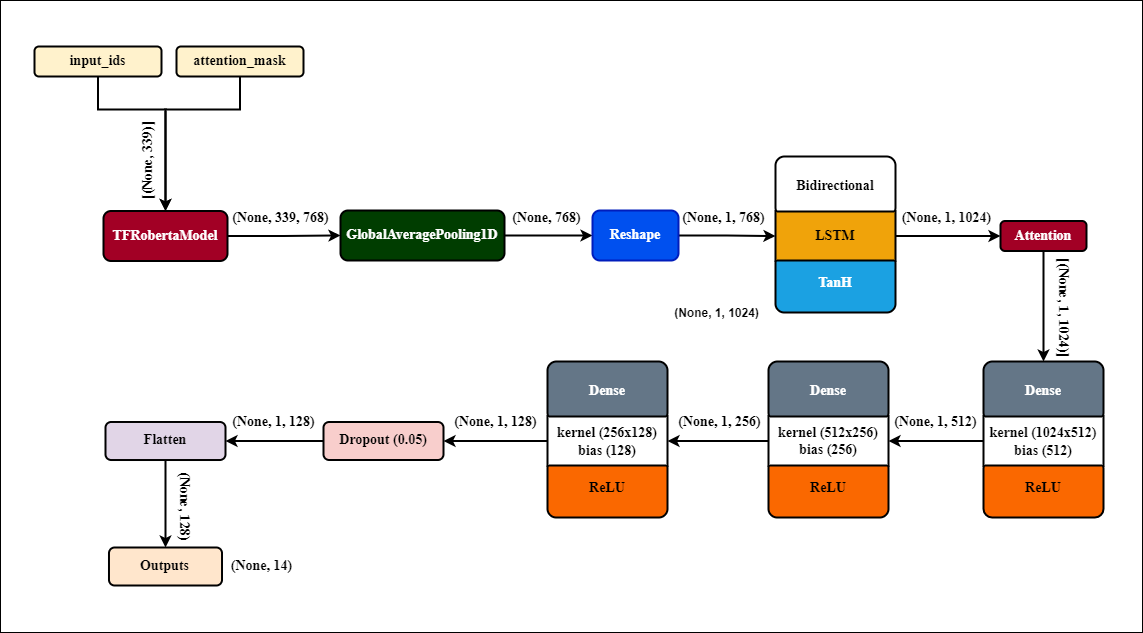 input_ids
attention_mask
[(None, 339)]
TFRobertaModel
(None, 339, 768)
GlobalAveragePooling1D
(None, 768)
Reshape
(None, 1, 768)
Bidirectional
LSTM
TanH
(None, 1, 1024)
Attention
[(None, 1, 1024)]
(None, 1, 1024)
Dense
kernel (1024x512)
bias (512)
ReLU
(None, 1, 512)
Dense
kernel (512x256)
bias (256)
ReLU
(None, 1, 256)
Dense
kernel (256x128)
bias (128)
ReLU
(None, 1, 128)
Dropout (0.05)
(None, 1, 128)
Flatten
(None, 128)
Outputs
(None, 14)